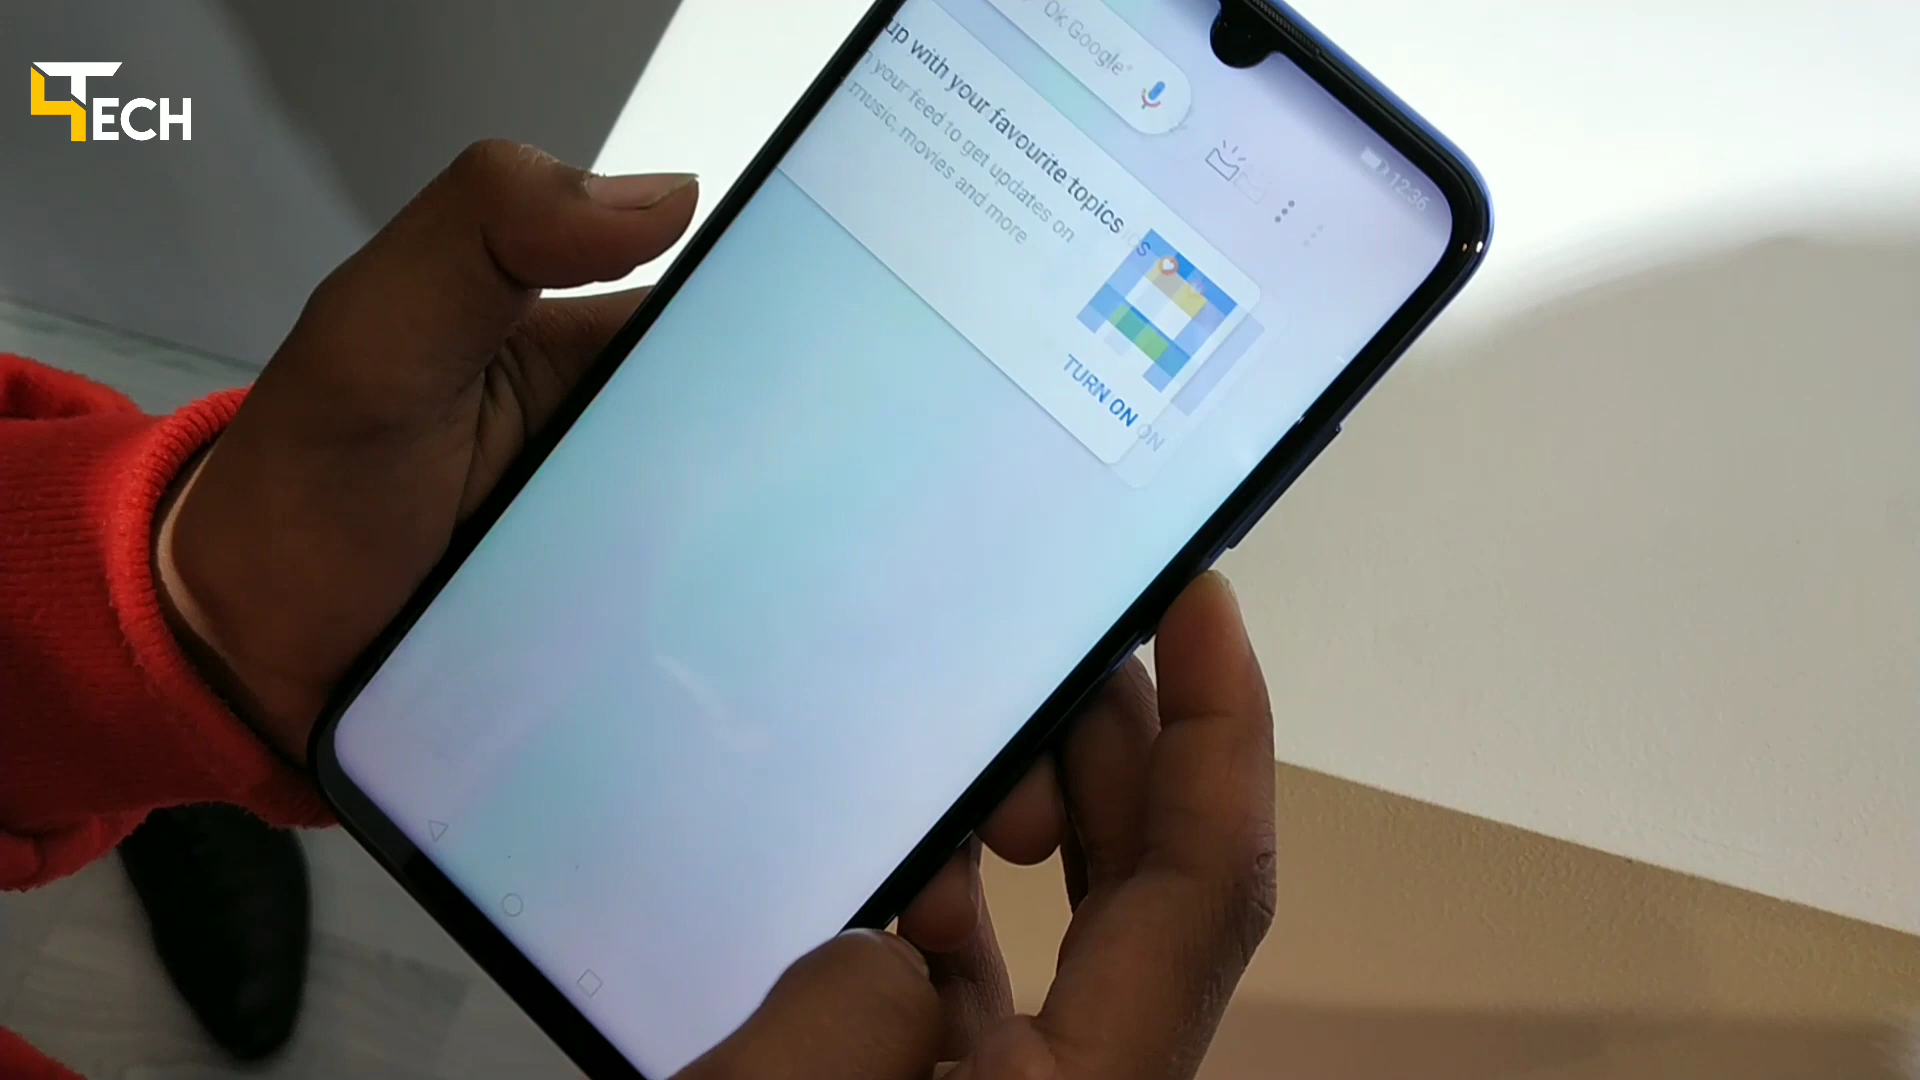 4TECH
Ok Google"
12:36
up with your favourite topics
your feed to get updates on
music, movies and more
TURN ON